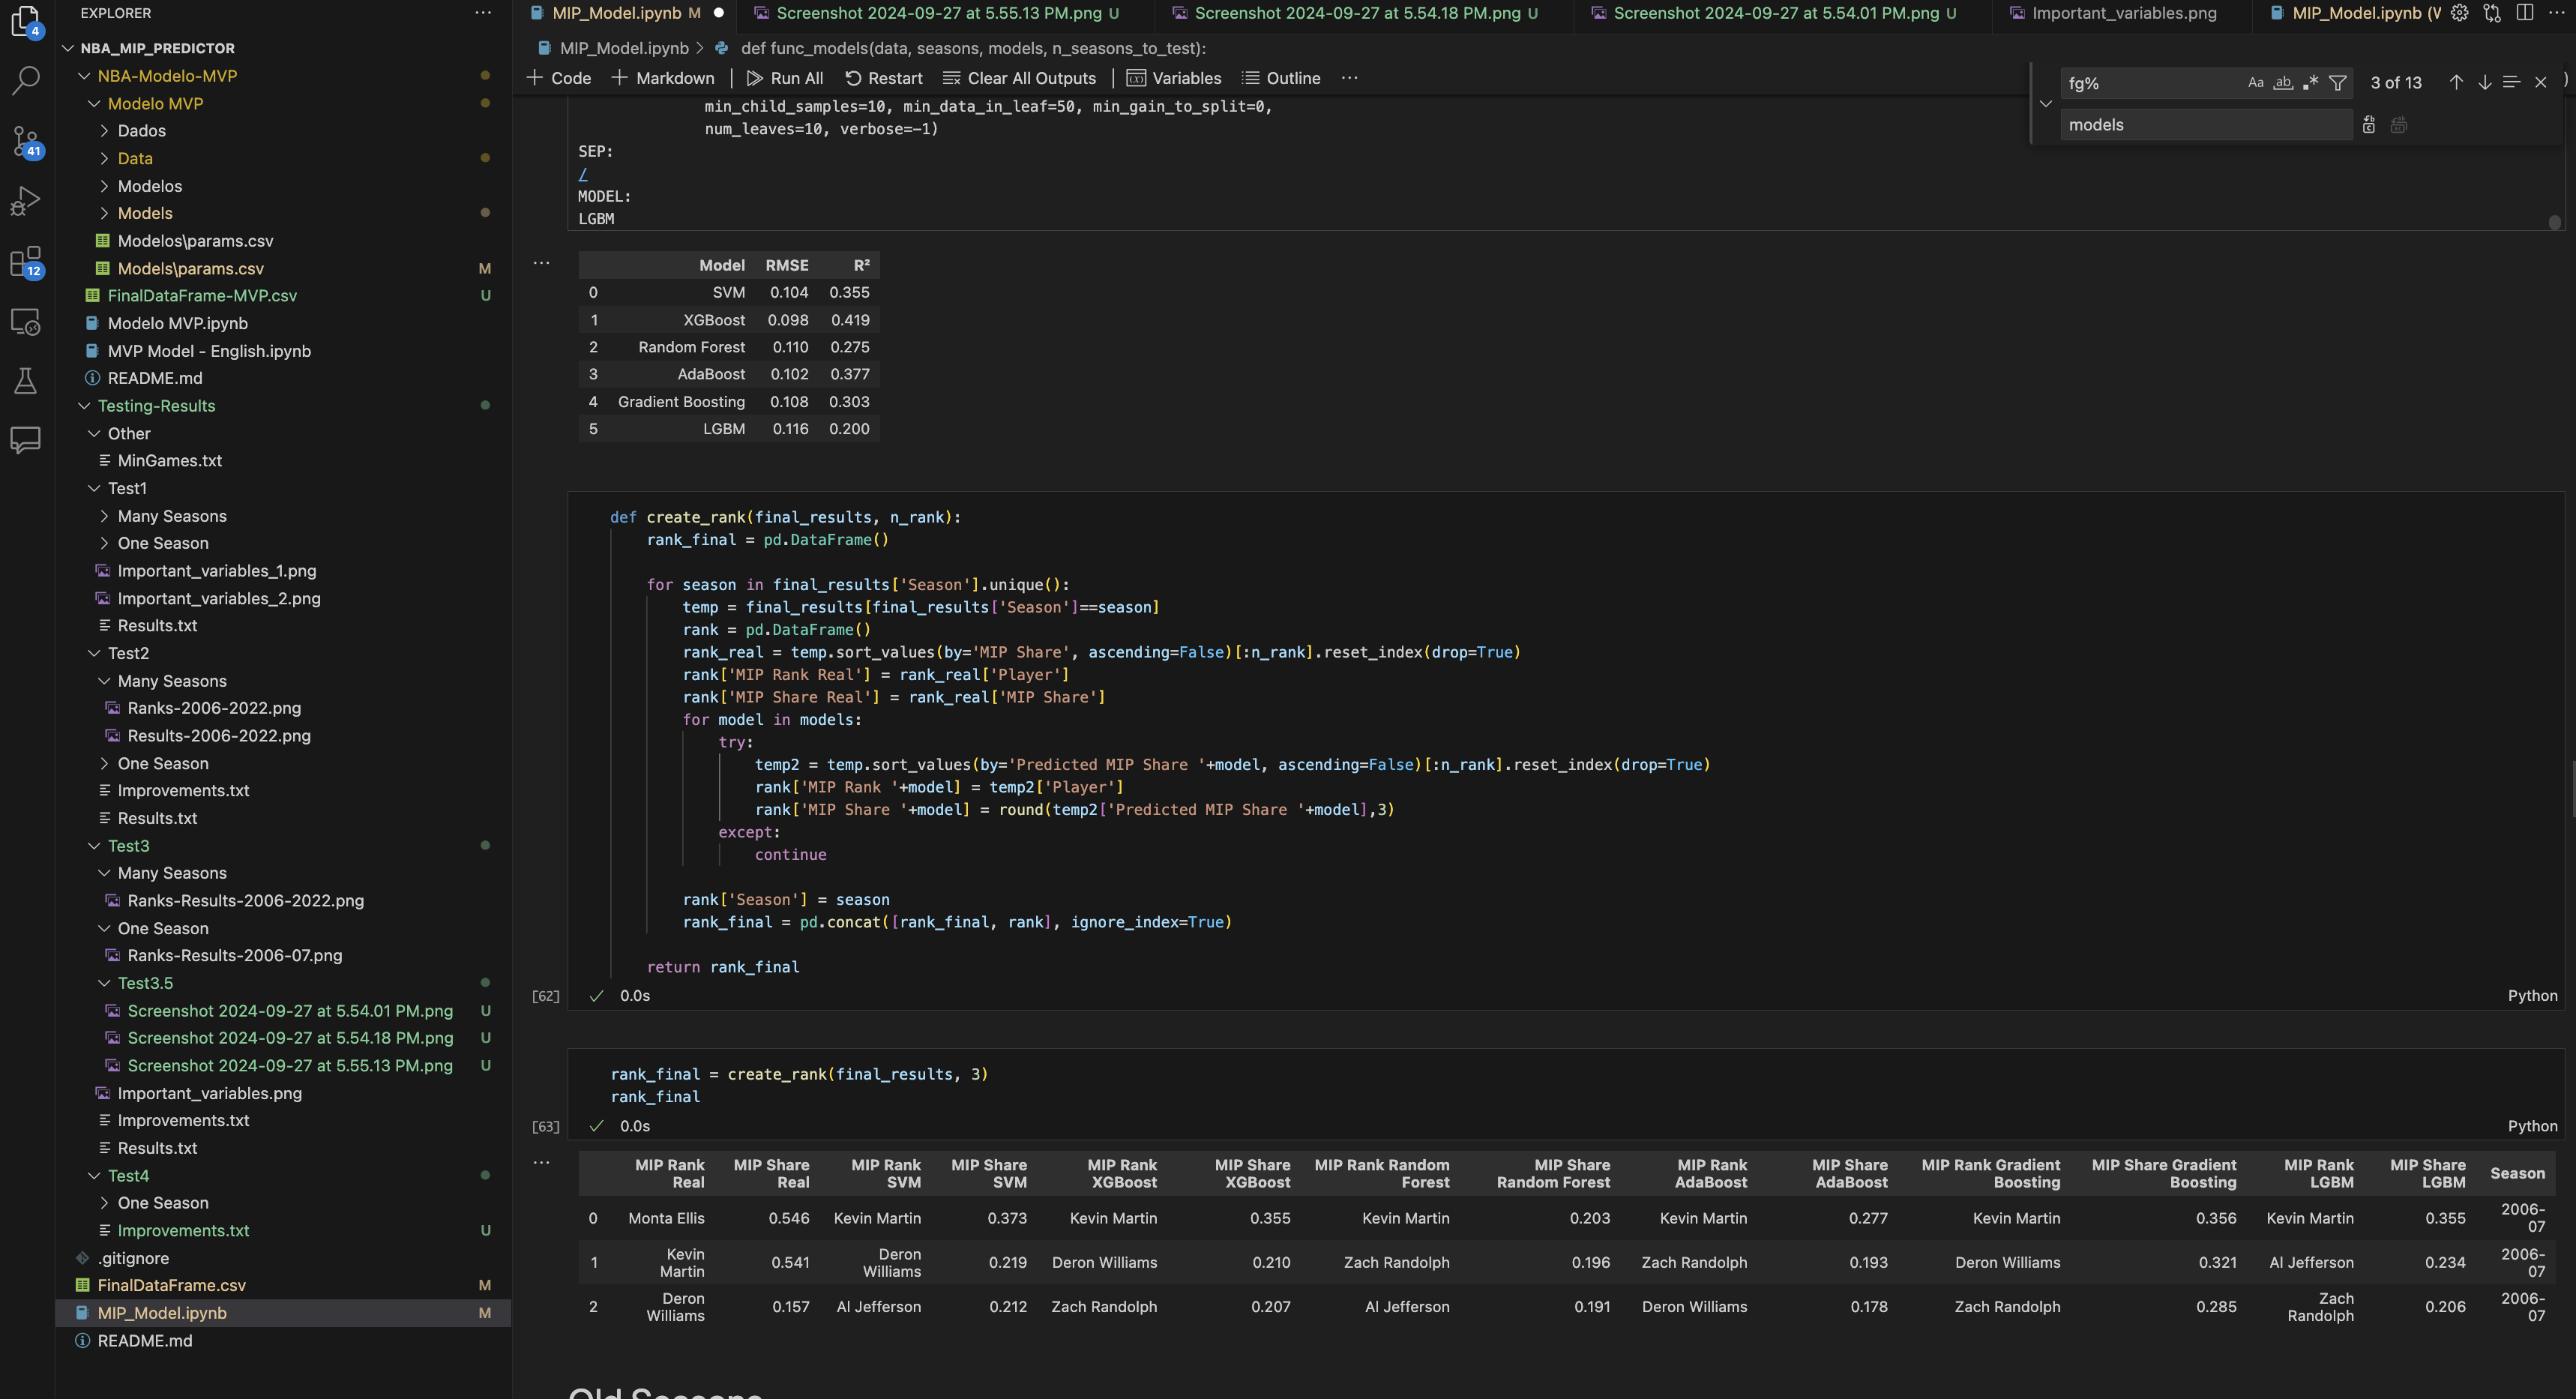 EXPLORER
NBA_MIP_PREDICTOR
NBA-Modelo-MVP
Modelo MVP
Dados
Data
Modelos
Models
Modelos\params.csv
Models\params.csv M
FinalDataFrame-MVP.csv U
Modelo MVP.ipynb
MVP Model - English.ipynb
README.md
Testing-Results
Other
MinGames.txt
Test1
Many Seasons
One Season
Important_variables_1.png
Important_variables_2.png
Results.txt
Test2
Many Seasons
Ranks-2006-2022.png
Results-2006-2022.png
One Season
Improvements.txt
Results.txt
Test3
Many Seasons
Ranks-Results-2006-2022.png
One Season
Ranks-Results-2006-07.png
Test3.5
Screenshot 2024-09-27 at 5.54.01 PM.png U
Screenshot 2024-09-27 at 5.54.18 PM.png U
Screenshot 2024-09-27 at 5.55.13 PM.png U
Important_variables.png
Improvements.txt
Results.txt
Test4
One Season
Improvements.txt U
.gitignore
FinalDataFrame.csv M
MIP_Model.ipynb M
README.md
4
41
12
MIP_Model.ipynb M
Screenshot 2024-09-27 at 5.55.13 PM.png U
Screenshot 2024-09-27 at 5.54.18 PM.png U
Screenshot 2024-09-27 at 5.54.01 PM.png U
Important_variables.png
MIP_Model.ipynb (V
MIP_Model.ipynb > def func_models(data, seasons, models, n_seasons_to_test):
+ Code + Markdown | Run All Restart Clear All Outputs | Variables Outline ...
fg% Aa ab .* 3 of 13
models
min_child_samples=10, min_data_in_leaf=50, min_gain_to_split=0,
num_leaves=10, verbose=-1)
SEP:
/
MODEL:
LGBM
Model RMSE R²
0 SVM 0.104 0.355
1 XGBoost 0.098 0.419
2 Random Forest 0.110 0.275
3 AdaBoost 0.102 0.377
4 Gradient Boosting 0.108 0.303
5 LGBM 0.116 0.200
def create_rank(final_results, n_rank):
rank_final = pd.DataFrame()
for season in final_results['Season'].unique():
temp = final_results[final_results['Season']==season]
rank = pd.DataFrame()
rank_real = temp.sort_values(by='MIP Share', ascending=False)[:n_rank].reset_index(drop=True)
rank['MIP Rank Real'] = rank_real['Player']
rank['MIP Share Real'] = rank_real['MIP Share']
for model in models:
try:
temp2 = temp.sort_values(by='Predicted MIP Share '+model, ascending=False)[:n_rank].reset_index(drop=True)
rank['MIP Rank '+model] = temp2['Player']
rank['MIP Share '+model] = round(temp2['Predicted MIP Share '+model],3)
except:
continue
rank['Season'] = season
rank_final = pd.concat([rank_final, rank], ignore_index=True)
return rank_final
[62] 0.0s Python
rank_final = create_rank(final_results, 3)
rank_final
[63] 0.0s Python
MIP Rank Real MIP Share Real MIP Rank SVM MIP Share SVM MIP Rank XGBoost MIP Share XGBoost MIP Rank Random Forest MIP Share Random Forest MIP Rank AdaBoost MIP Share AdaBoost MIP Rank Gradient Boosting MIP Share Gradient Boosting MIP Rank LGBM MIP Share LGBM Season
0 Monta Ellis 0.546 Kevin Martin 0.373 Kevin Martin 0.355 Kevin Martin 0.203 Kevin Martin 0.277 Kevin Martin 0.356 Kevin Martin 0.355 2006-07
1 Kevin Martin 0.541 Deron Williams 0.219 Deron Williams 0.210 Zach Randolph 0.196 Zach Randolph 0.193 Deron Williams 0.321 Al Jefferson 0.234 2006-07
2 Deron Williams 0.157 Al Jefferson 0.212 Zach Randolph 0.207 Al Jefferson 0.191 Deron Williams 0.178 Zach Randolph 0.285 Zach Randolph 0.206 2006-07
Old Seasons